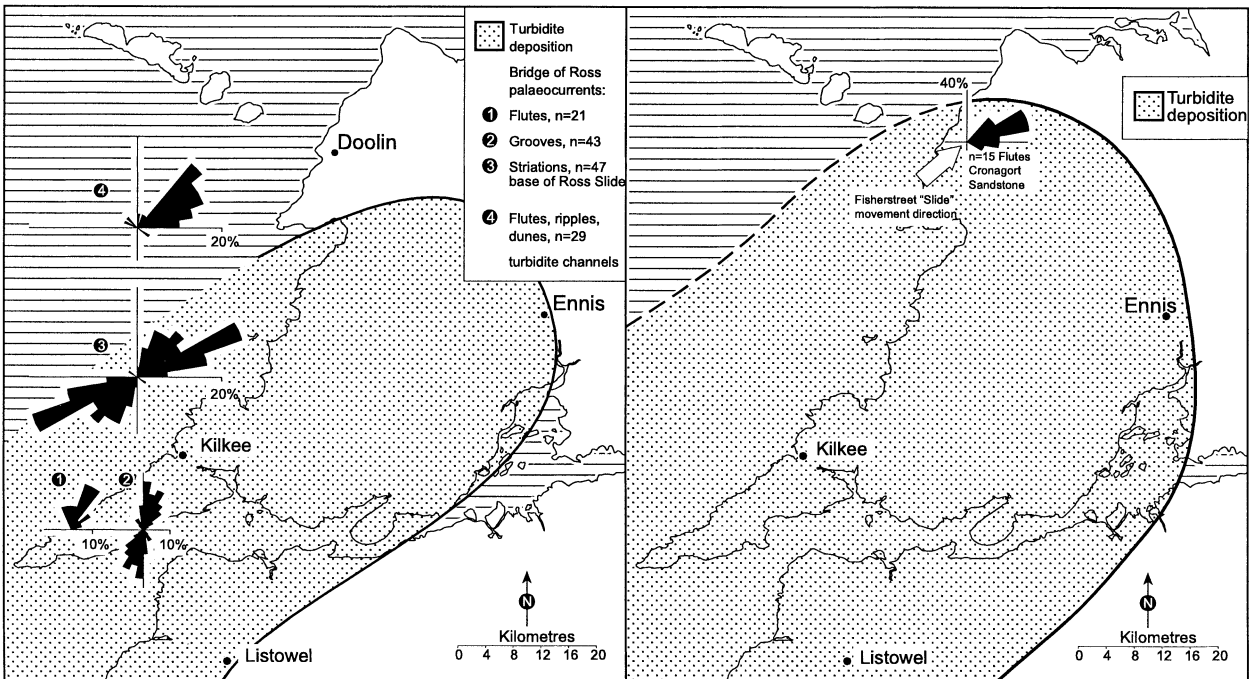 Turbidite
deposition
Bridge of Ross
palaeocurrents:
1 Flutes, n=21
2 Grooves, n=43
3 Striations, n=47
base of Ross Slide
4 Flutes, ripples,
dunes, n=29
turbidite channels
Doolin
4
20%
Ennis
3
20%
Kilkee
1
2
10%
10%
N
Kilometres
0 4 8 12 16 20
Listowel
40%
Turbidite
deposition
n=15 Flutes
Cronagort
Sandstone
Fisherstreet "Slide"
movement direction
Ennis
Kilkee
N
Kilometres
0 4 8 12 16 20
Listowel